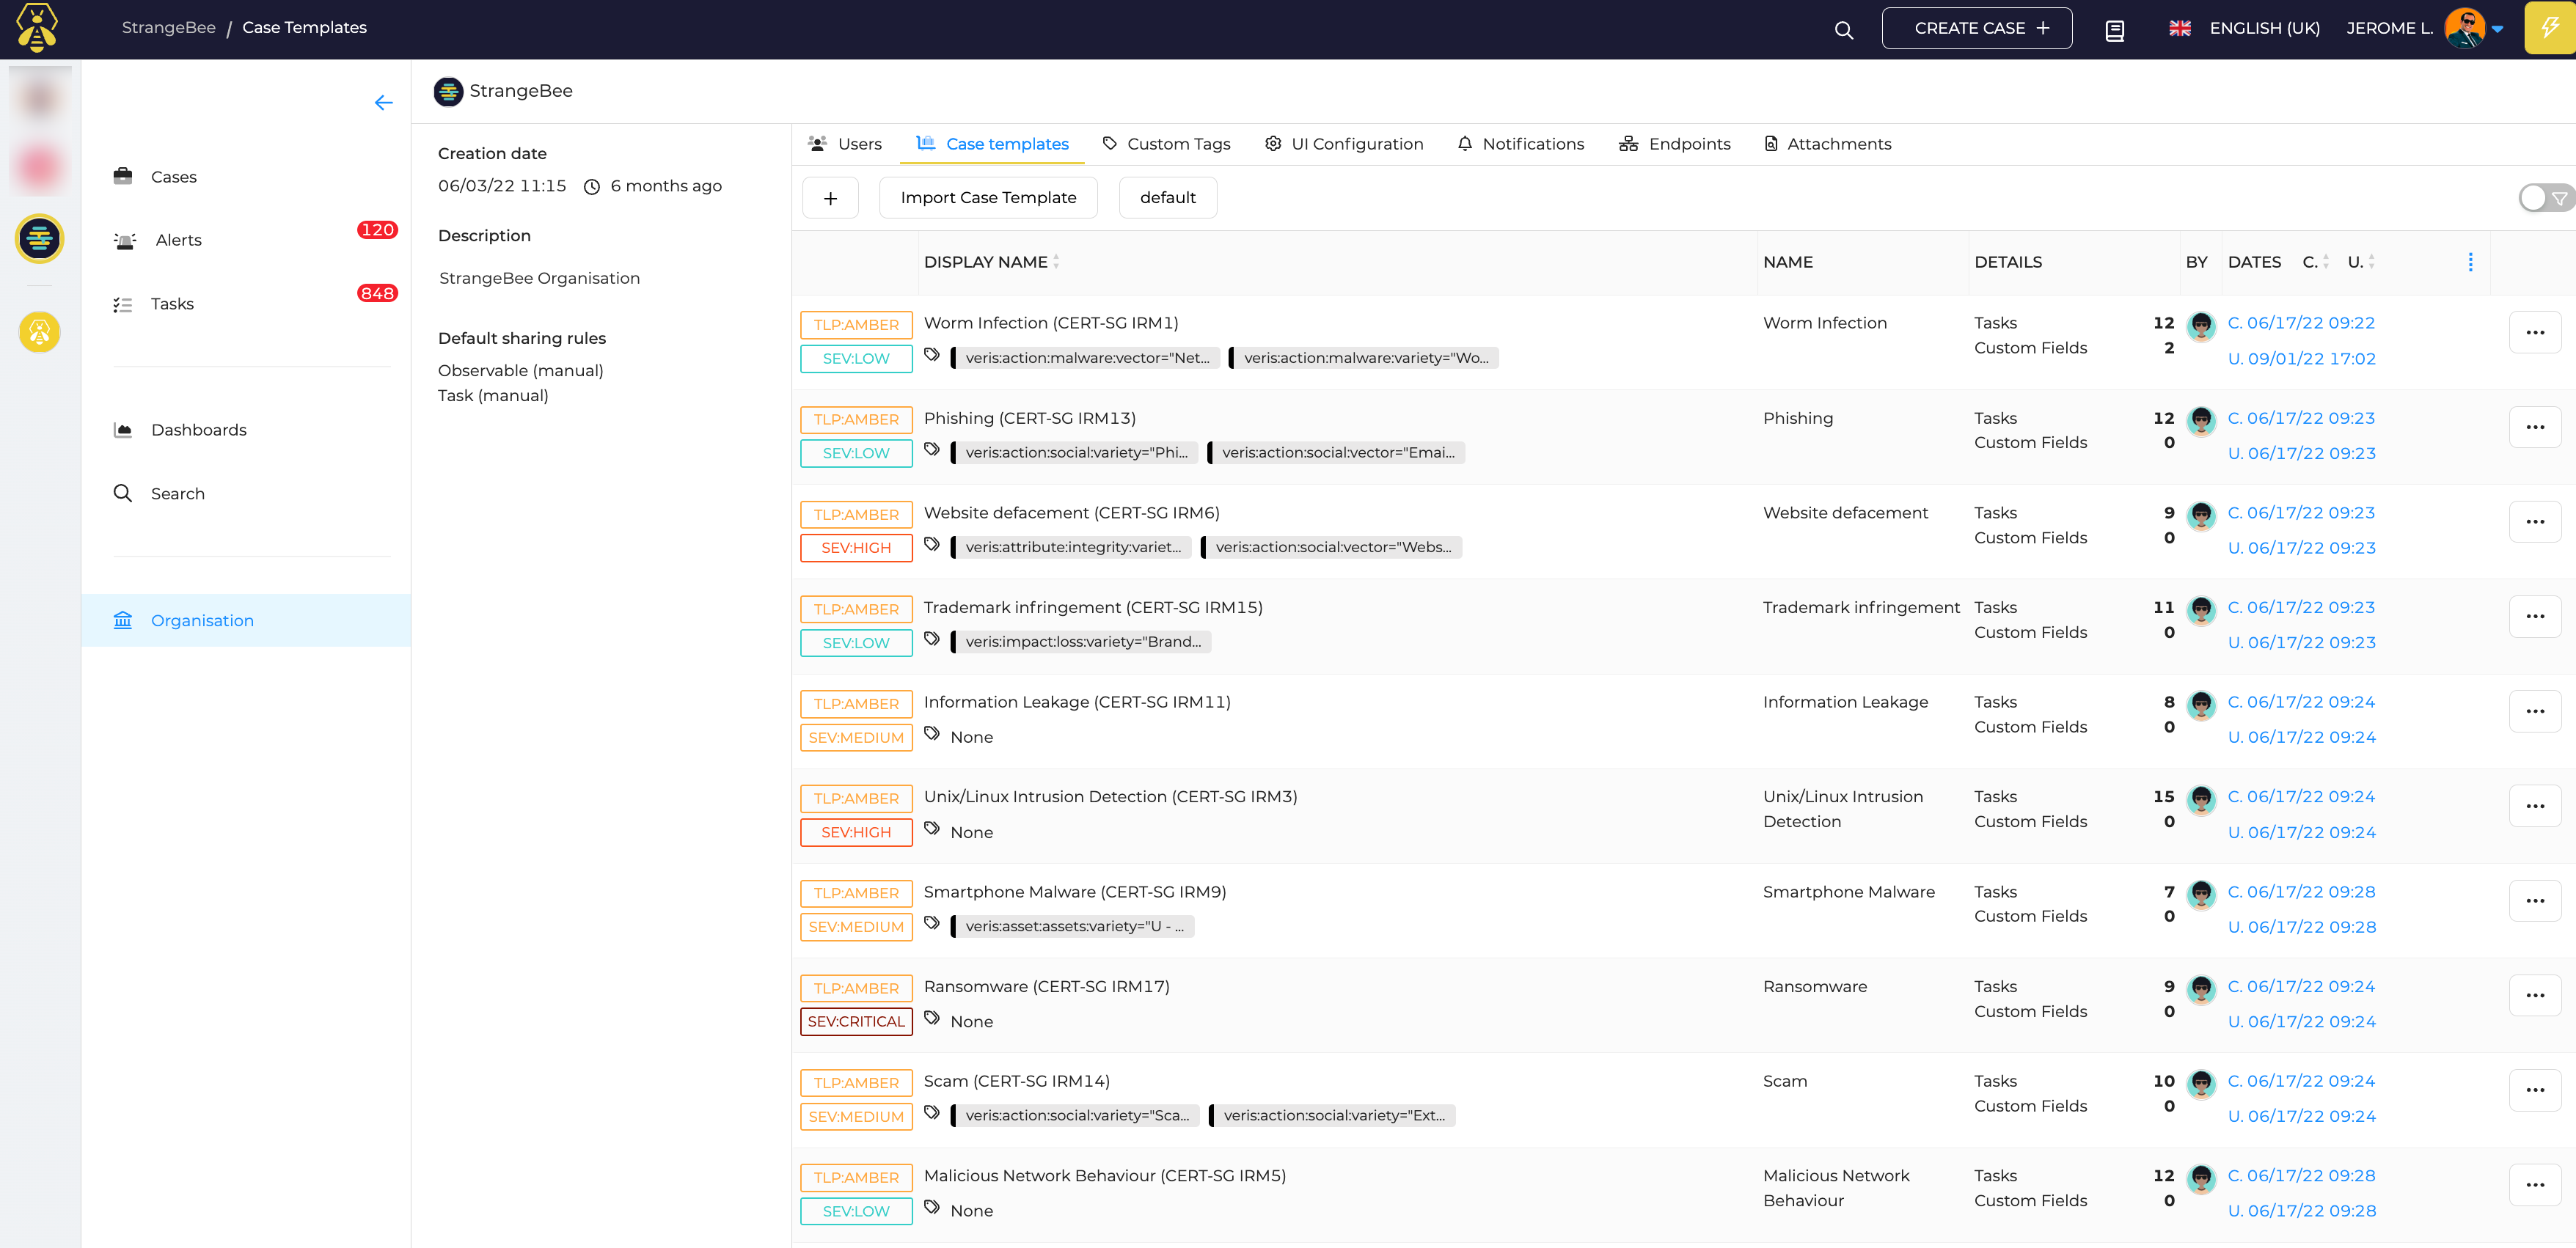 StrangeBee / Case Templates
CREATE CASE +
ENGLISH (UK)
JEROME L.
Cases
Alerts 120
Tasks 848
Dashboards
Search
Organisation
StrangeBee
Creation date
06/03/22 11:15 6 months ago
Description
StrangeBee Organisation
Default sharing rules
Observable (manual)
Task (manual)
Users Case templates Custom Tags UI Configuration Notifications Endpoints Attachments
+ Import Case Template default
DISPLAY NAME NAME DETAILS BY DATES C. U.
TLP:AMBER Worm Infection (CERT-SG IRM1) Worm Infection Tasks 12 C. 06/17/22 09:22
SEV:LOW veris:action:malware:vector="Net... veris:action:malware:variety="Wo... Custom Fields 2 U. 09/01/22 17:02
TLP:AMBER Phishing (CERT-SG IRM13) Phishing Tasks 12 C. 06/17/22 09:23
SEV:LOW veris:action:social:variety="Phi... veris:action:social:vector="Emai... Custom Fields 0 U. 06/17/22 09:23
TLP:AMBER Website defacement (CERT-SG IRM6) Website defacement Tasks 9 C. 06/17/22 09:23
SEV:HIGH veris:attribute:integrity:variet... veris:action:social:vector="Webs... Custom Fields 0 U. 06/17/22 09:23
TLP:AMBER Trademark infringement (CERT-SG IRM15) Trademark infringement Tasks 11 C. 06/17/22 09:23
SEV:LOW veris:impact:loss:variety="Brand... Custom Fields 0 U. 06/17/22 09:23
TLP:AMBER Information Leakage (CERT-SG IRM11) Information Leakage Tasks 8 C. 06/17/22 09:24
SEV:MEDIUM None Custom Fields 0 U. 06/17/22 09:24
TLP:AMBER Unix/Linux Intrusion Detection (CERT-SG IRM3) Unix/Linux Intrusion Tasks 15 C. 06/17/22 09:24
SEV:HIGH None Detection Custom Fields 0 U. 06/17/22 09:24
TLP:AMBER Smartphone Malware (CERT-SG IRM9) Smartphone Malware Tasks 7 C. 06/17/22 09:28
SEV:MEDIUM veris:asset:assets:variety="U - ... Custom Fields 0 U. 06/17/22 09:28
TLP:AMBER Ransomware (CERT-SG IRM17) Ransomware Tasks 9 C. 06/17/22 09:24
SEV:CRITICAL None Custom Fields 0 U. 06/17/22 09:24
TLP:AMBER Scam (CERT-SG IRM14) Scam Tasks 10 C. 06/17/22 09:24
SEV:MEDIUM veris:action:social:variety="Sca... veris:action:social:variety="Ext... Custom Fields 0 U. 06/17/22 09:24
TLP:AMBER Malicious Network Behaviour (CERT-SG IRM5) Malicious Network Tasks 12 C. 06/17/22 09:28
SEV:LOW None Behaviour Custom Fields 0 U. 06/17/22 09:28